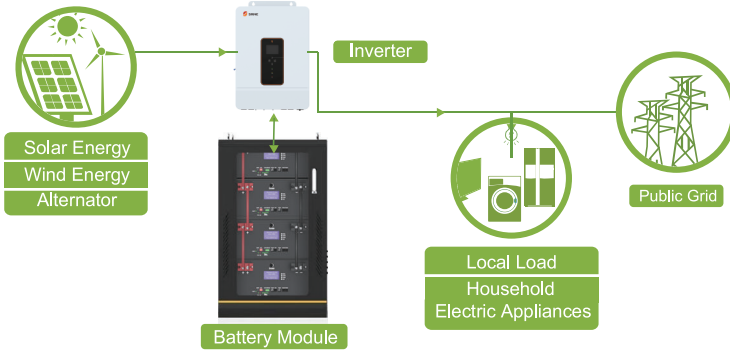 Inverter
Solar Energy
Wind Energy
Alternator
Public Grid
Local Load
Household
Electric Appliances
Battery Module